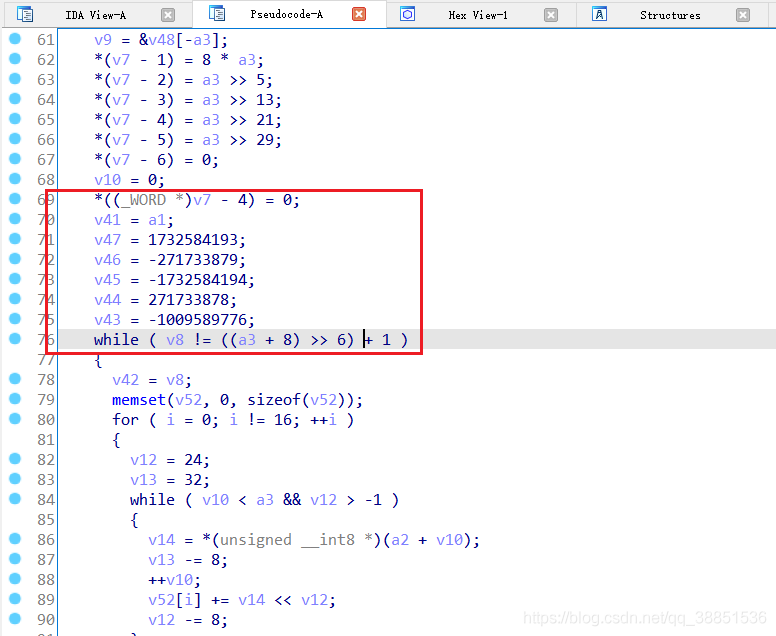 IDA View-A Pseudocode-A Hex View-1 Structures
61 v9 = &v48[-a3];
62 *(v7 - 1) = 8 * a3;
63 *(v7 - 2) = a3 >> 5;
64 *(v7 - 3) = a3 >> 13;
65 *(v7 - 4) = a3 >> 21;
66 *(v7 - 5) = a3 >> 29;
67 *(v7 - 6) = 0;
68 v10 = 0;
69 *((_WORD *)v7 - 4) = 0;
70 v41 = a1;
71 v47 = 1732584193;
72 v46 = -271733879;
73 v45 = -1732584194;
74 v44 = 271733878;
75 v43 = -1009589776;
76 while ( v8 != ((a3 + 8) >> 6) + 1 )
77 {
78 v42 = v8;
79 memset(v52, 0, sizeof(v52));
80 for ( i = 0; i != 16; ++i )
81 {
82 v12 = 24;
83 v13 = 32;
84 while ( v10 < a3 && v12 > -1 )
85 {
86 v14 = *(unsigned __int8 *)(a2 + v10);
87 v13 -= 8;
88 ++v10;
89 v52[i] += v14 << v12;
90 v12 -= 8;
https://blog.csdn.net/qq_38851536